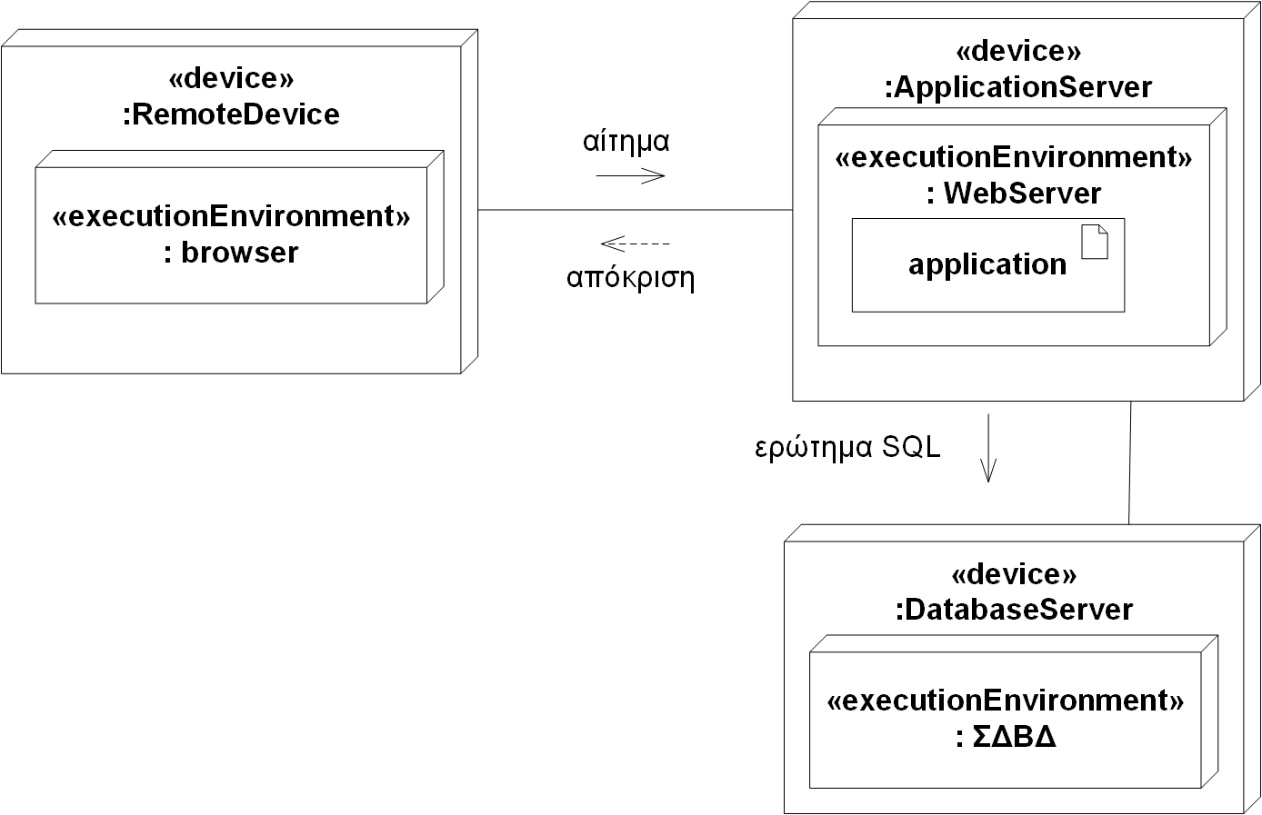 «device»
:RemoteDevice
«executionEnvironment»
: browser
αίτημα
απόκριση
«device»
:ApplicationServer
«executionEnvironment»
: WebServer
application
ερώτημα SQL
«device»
:DatabaseServer
«executionEnvironment»
: ΣΔΒΔ